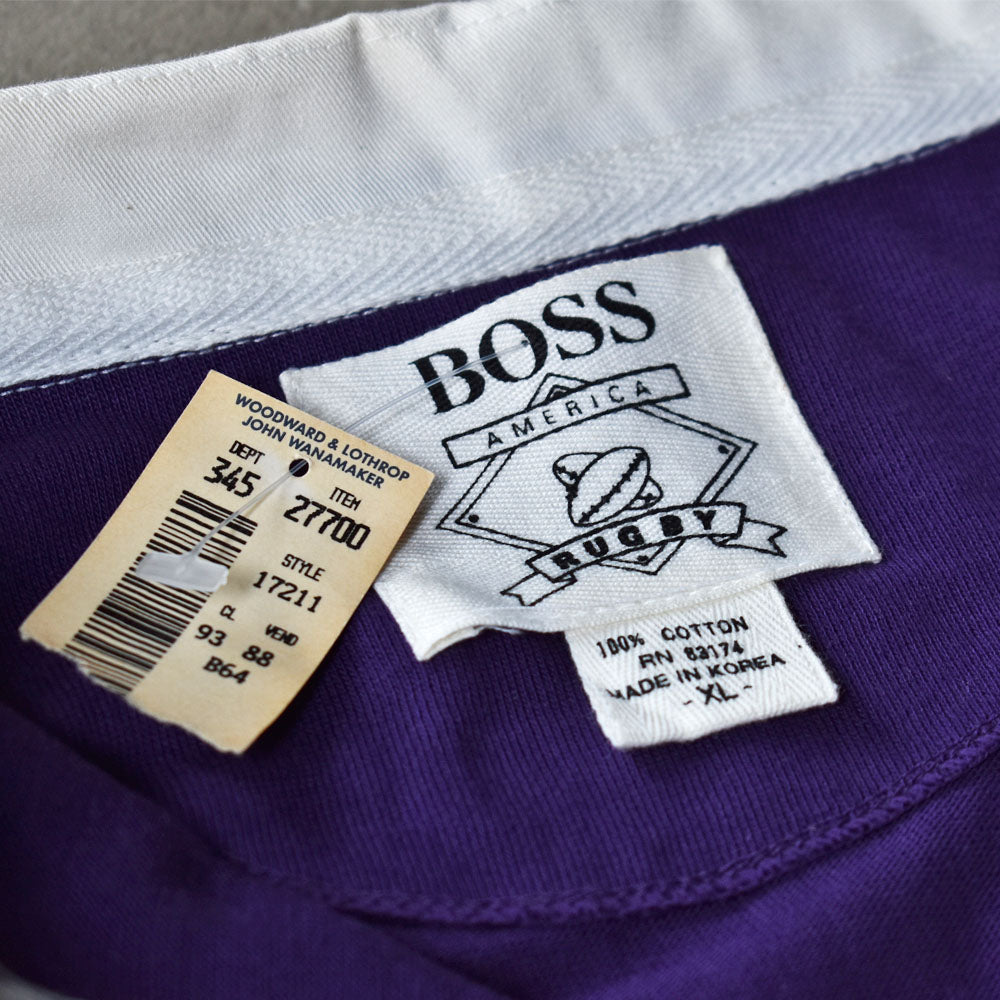 WOODWARD & LOTHROP
JOHN WANAMAKER
DEPT ITEM
345 27700
STYLE
17211
CL VEND
93 88
B64
BOSS
AMERICA
RUGBY
100% COTTON
RN 83174
MADE IN KOREA
- XL -